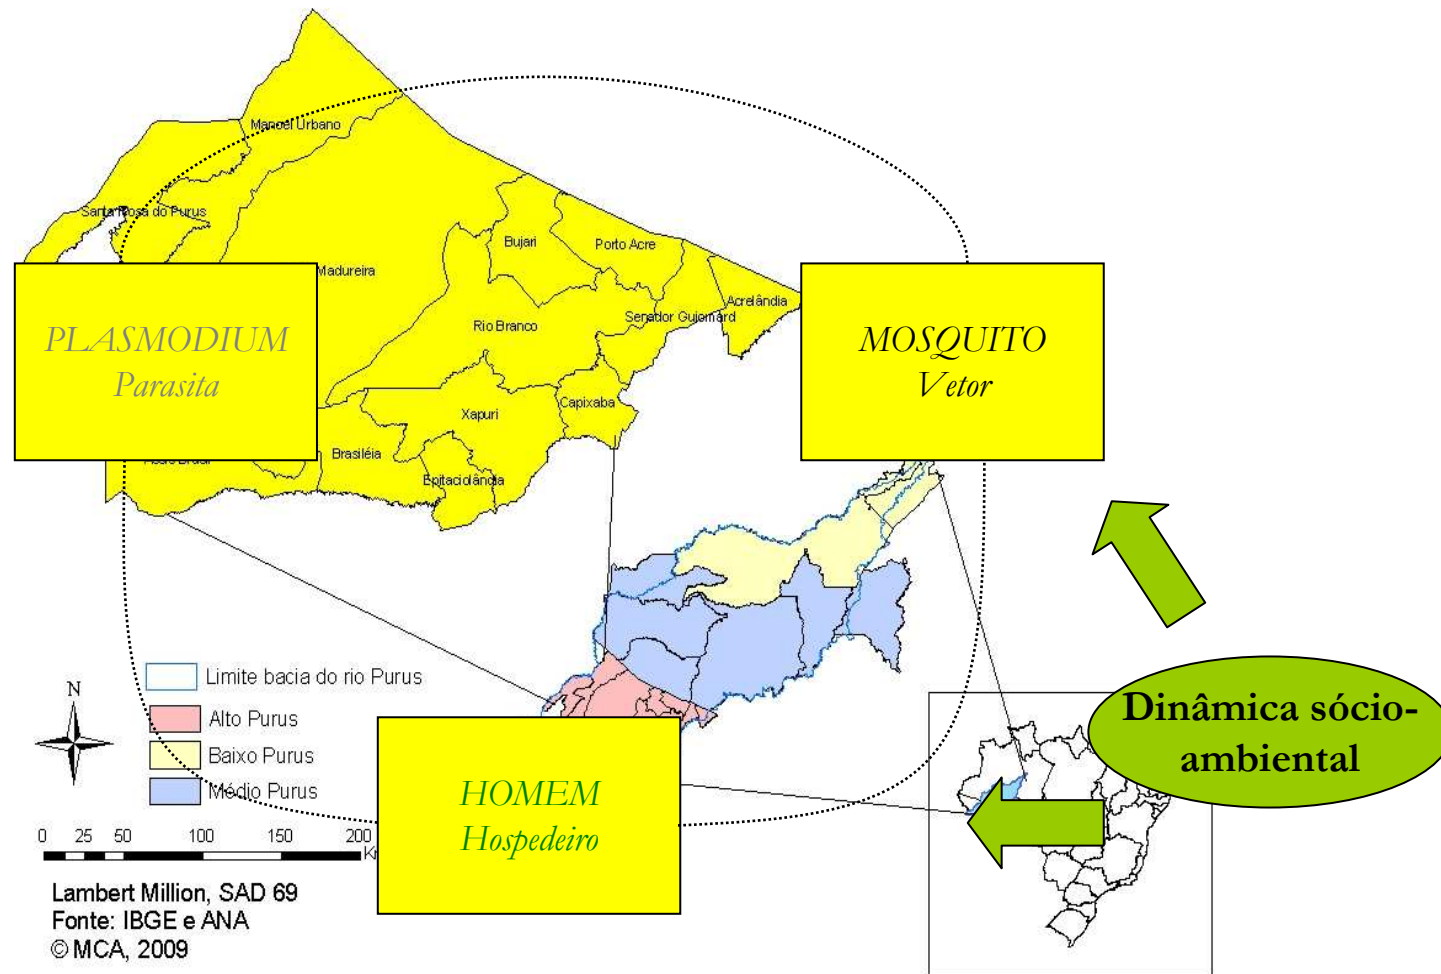 Manoel Urbano
Santa Rosa do Purus
Bujari
Porto Acre
Madureira
Acrelândia
Rio Branco
Senador Guiomard
PLASMODIUM
Parasita
MOSQUITO
Vetor
Capixaba
Xapuri
Brasiléia
Epitaciolândia
N
Limite bacia do rio Purus
Alto Purus
Baixo Purus
Médio Purus
Dinâmica sócio-
ambiental
HOMEM
Hospedeiro
0 25 50 100 150 200
Lambert Million, SAD 69
Fonte: IBGE e ANA
© MCA, 2009